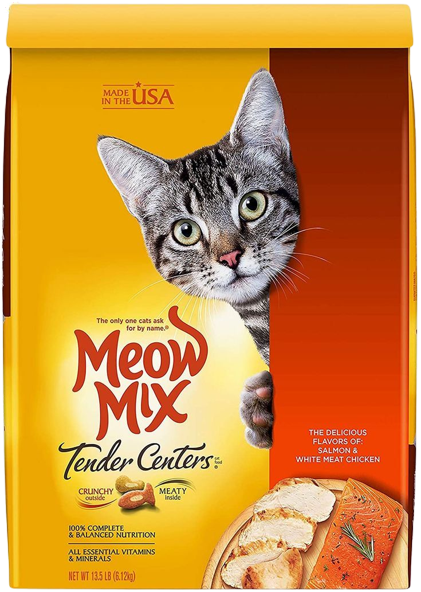 MADE
IN THE USA
The only one cats ask
for by name.®
Meow
Mix
Tender Centers
cat
food
®
CRUNCHY
outside
MEATY
inside
100% COMPLETE
& BALANCED NUTRITION
ALL ESSENTIAL VITAMINS
& MINERALS
NET WT 13.5 LB (6.12kg)
THE DELICIOUS
FLAVORS OF:
SALMON &
WHITE MEAT CHICKEN